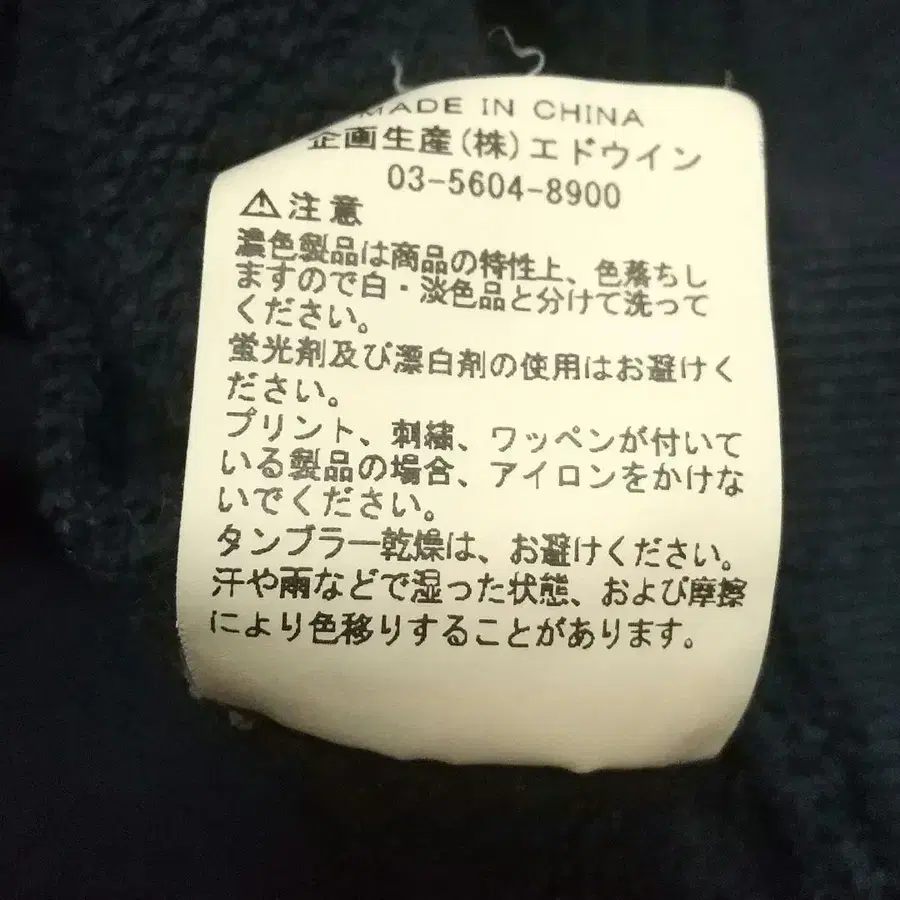 MADE IN CHINA
企画生産(株)エドウイン
03-5604-8900
⚠注意
濃色製品は商品の特性上、色落ちし
ますので白・淡色品と分けて洗って
ください。
蛍光剤及び漂白剤の使用はお避けく
ださい。
プリント、刺繍、ワッペンが付いて
いる製品の場合、アイロンをかけな
いでください。
タンブラー乾燥は、お避けください。
汗や雨などで湿った状態、および摩擦
により色移りすることがあります。